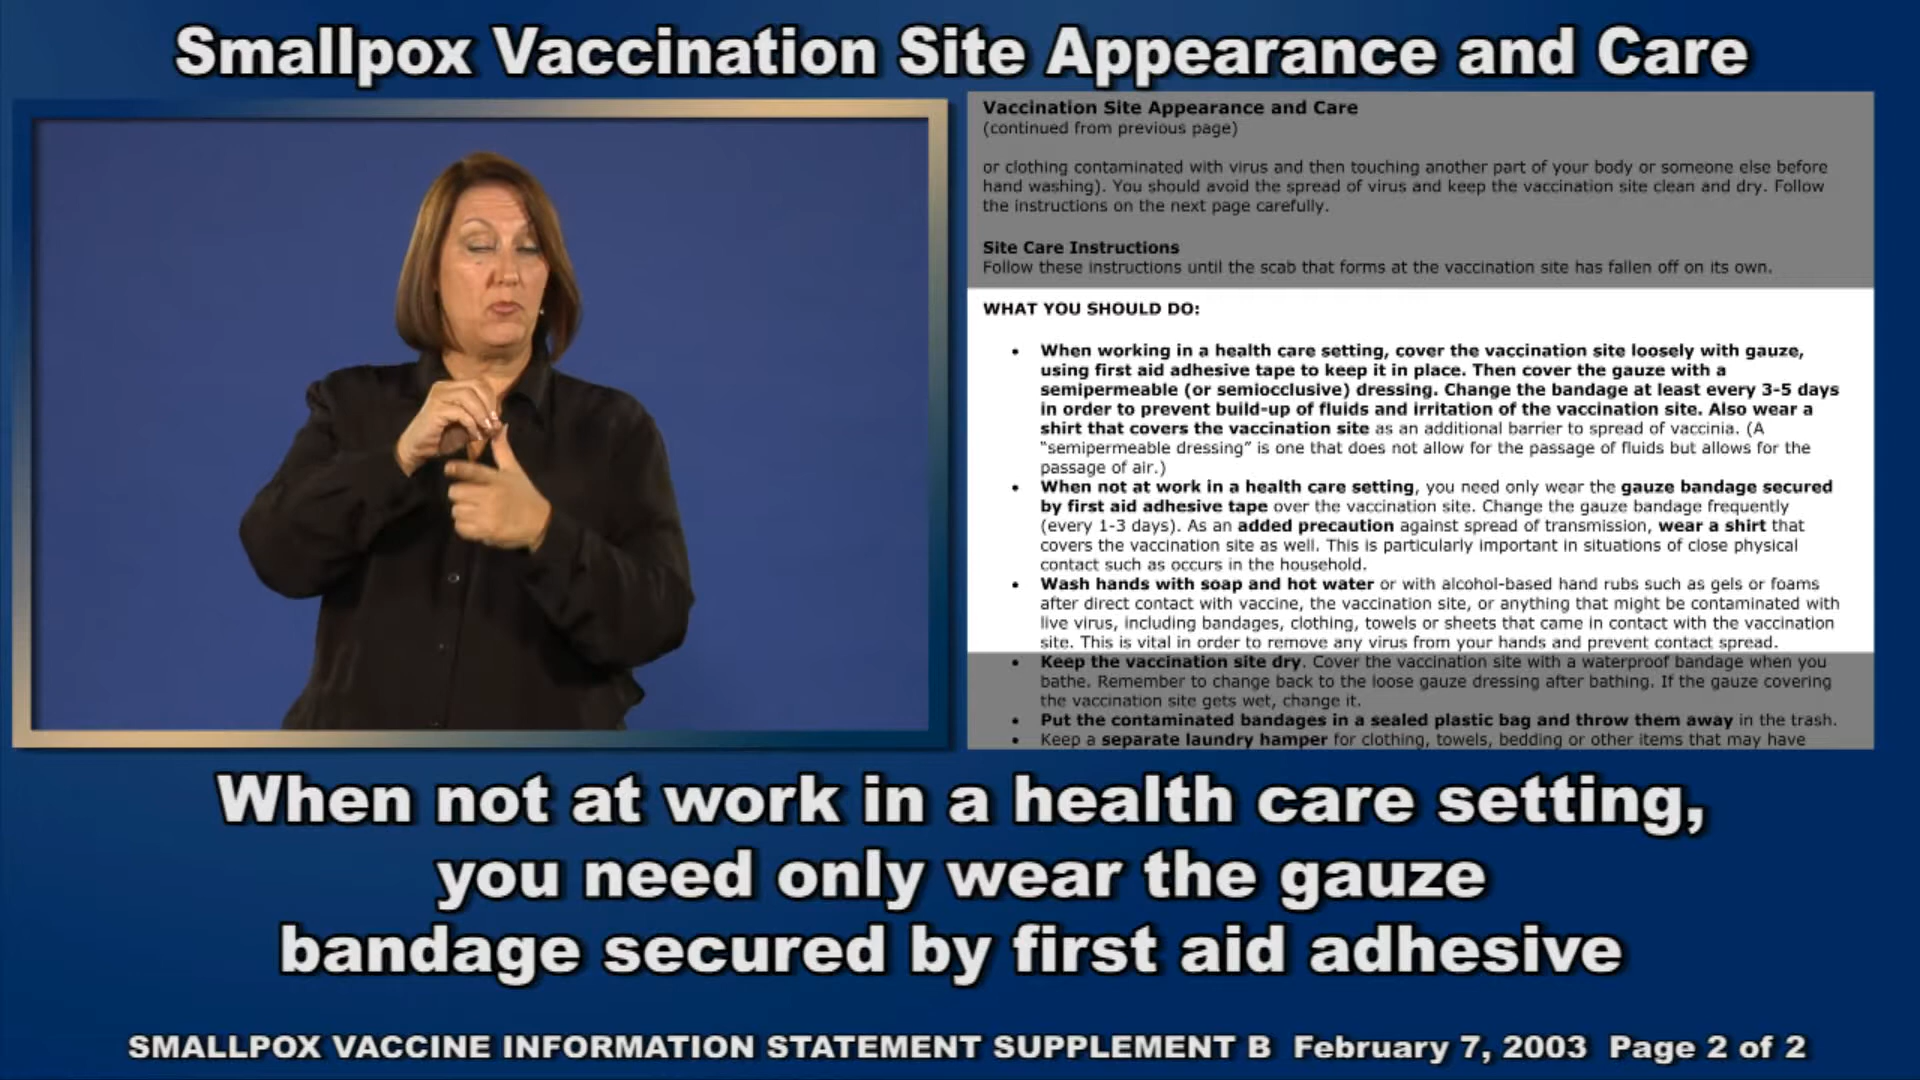 Smallpox Vaccination Site Appearance and Care
Vaccination Site Appearance and Care
(continued from previous page)
or clothing contaminated with virus and then touching another part of your body or someone else before
hand washing). You should avoid the spread of virus and keep the vaccination site clean and dry. Follow
the instructions on the next page carefully.
Site Care Instructions
Follow these instructions until the scab that forms at the vaccination site has fallen off on its own.
WHAT YOU SHOULD DO:
• When working in a health care setting, cover the vaccination site loosely with gauze,
using first aid adhesive tape to keep it in place. Then cover the gauze with a
semipermeable (or semiocclusive) dressing. Change the bandage at least every 3-5 days
in order to prevent build-up of fluids and irritation of the vaccination site. Also wear a
shirt that covers the vaccination site as an additional barrier to spread of vaccinia. (A
“semipermeable dressing” is one that does not allow for the passage of fluids but allows for the
passage of air.)
• When not at work in a health care setting, you need only wear the gauze bandage secured
by first aid adhesive tape over the vaccination site. Change the gauze bandage frequently
(every 1-3 days). As an added precaution against spread of transmission, wear a shirt that
covers the vaccination site as well. This is particularly important in situations of close physical
contact such as occurs in the household.
• Wash hands with soap and hot water or with alcohol-based hand rubs such as gels or foams
after direct contact with vaccine, the vaccination site, or anything that might be contaminated with
live virus, including bandages, clothing, towels or sheets that came in contact with the vaccination
site. This is vital in order to remove any virus from your hands and prevent contact spread.
• Keep the vaccination site dry. Cover the vaccination site with a waterproof bandage when you
bathe. Remember to change back to the loose gauze dressing after bathing. If the gauze covering
the vaccination site gets wet, change it.
• Put the contaminated bandages in a sealed plastic bag and throw them away in the trash.
• Keep a separate laundry hamper for clothing, towels, bedding or other items that may have
When not at work in a health care setting,
you need only wear the gauze
bandage secured by first aid adhesive
SMALLPOX VACCINE INFORMATION STATEMENT SUPPLEMENT B February 7, 2003 Page 2 of 2